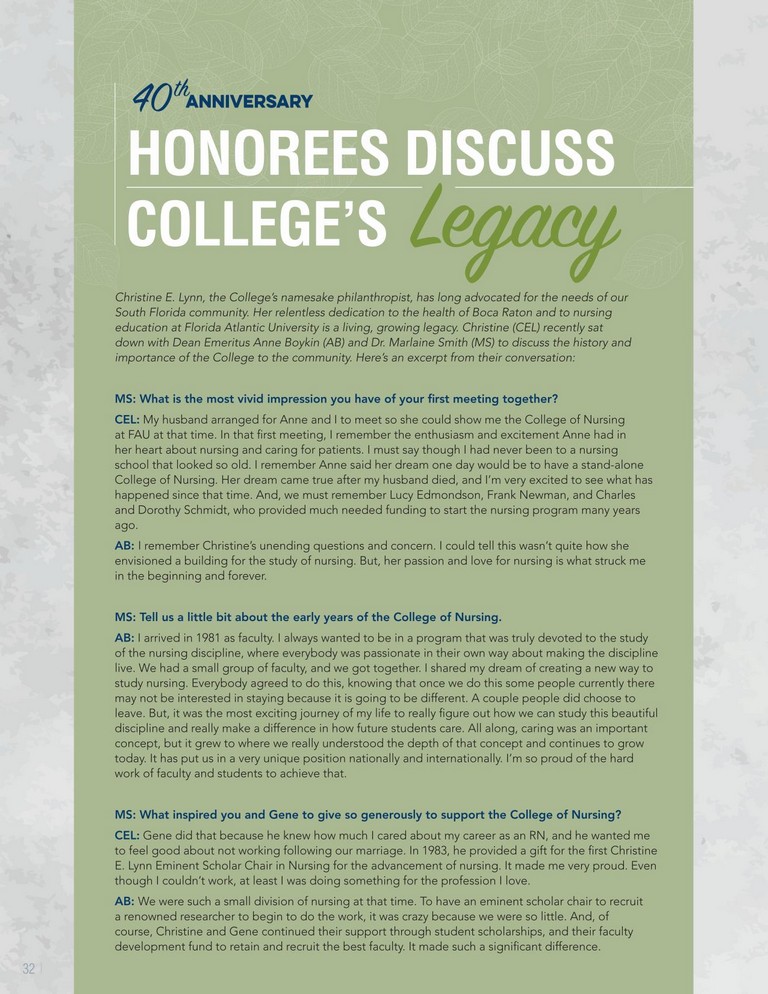 40th ANNIVERSARY
HONOREES DISCUSS
COLLEGE'S Legacy
Christine E. Lynn, the College's namesake philanthropist, has long advocated for the needs of our
South Florida community. Her relentless dedication to the health of Boca Raton and to nursing
education at Florida Atlantic University is a living, growing legacy. Christine (CEL) recently sat
down with Dean Emeritus Anne Boykin (AB) and Dr. Marlaine Smith (MS) to discuss the history and
importance of the College to the community. Here's an excerpt from their conversation:
MS: What is the most vivid impression you have of your first meeting together?
CEL: My husband arranged for Anne and I to meet so she could show me the College of Nursing
at FAU at that time. In that first meeting, I remember the enthusiasm and excitement Anne had in
her heart about nursing and caring for patients. I must say though I had never been to a nursing
school that looked so old. I remember Anne said her dream one day would be to have a stand-alone
College of Nursing. Her dream came true after my husband died, and I'm very excited to see what has
happened since that time. And, we must remember Lucy Edmondson, Frank Newman, and Charles
and Dorothy Schmidt, who provided much needed funding to start the nursing program many years
ago.
AB: I remember Christine's unending questions and concern. I could tell this wasn't quite how she
envisioned a building for the study of nursing. But, her passion and love for nursing is what struck me
in the beginning and forever.
MS: Tell us a little bit about the early years of the College of Nursing.
AB: I arrived in 1981 as faculty. I always wanted to be in a program that was truly devoted to the study
of the nursing discipline, where everybody was passionate in their own way about making the discipline
live. We had a small group of faculty, and we got together. I shared my dream of creating a new way to
study nursing. Everybody agreed to do this, knowing that once we do this some people currently there
may not be interested in staying because it is going to be different. A couple people did choose to
leave. But, it was the most exciting journey of my life to really figure out how we can study this beautiful
discipline and really make a difference in how future students care. All along, caring was an important
concept, but it grew to where we really understood the depth of that concept and continues to grow
today. It has put us in a very unique position nationally and internationally. I'm so proud of the hard
work of faculty and students to achieve that.
MS: What inspired you and Gene to give so generously to support the College of Nursing?
CEL: Gene did that because he knew how much I cared about my career as an RN, and he wanted me
to feel good about not working following our marriage. In 1983, he provided a gift for the first Christine
E. Lynn Eminent Scholar Chair in Nursing for the advancement of nursing. It made me very proud. Even
though I couldn't work, at least I was doing something for the profession I love.
AB: We were such a small division of nursing at that time. To have an eminent scholar chair to recruit
a renowned researcher to begin to do the work, it was crazy because we were so little. And, of
course, Christine and Gene continued their support through student scholarships, and their faculty
development fund to retain and recruit the best faculty. It made such a significant difference.
32